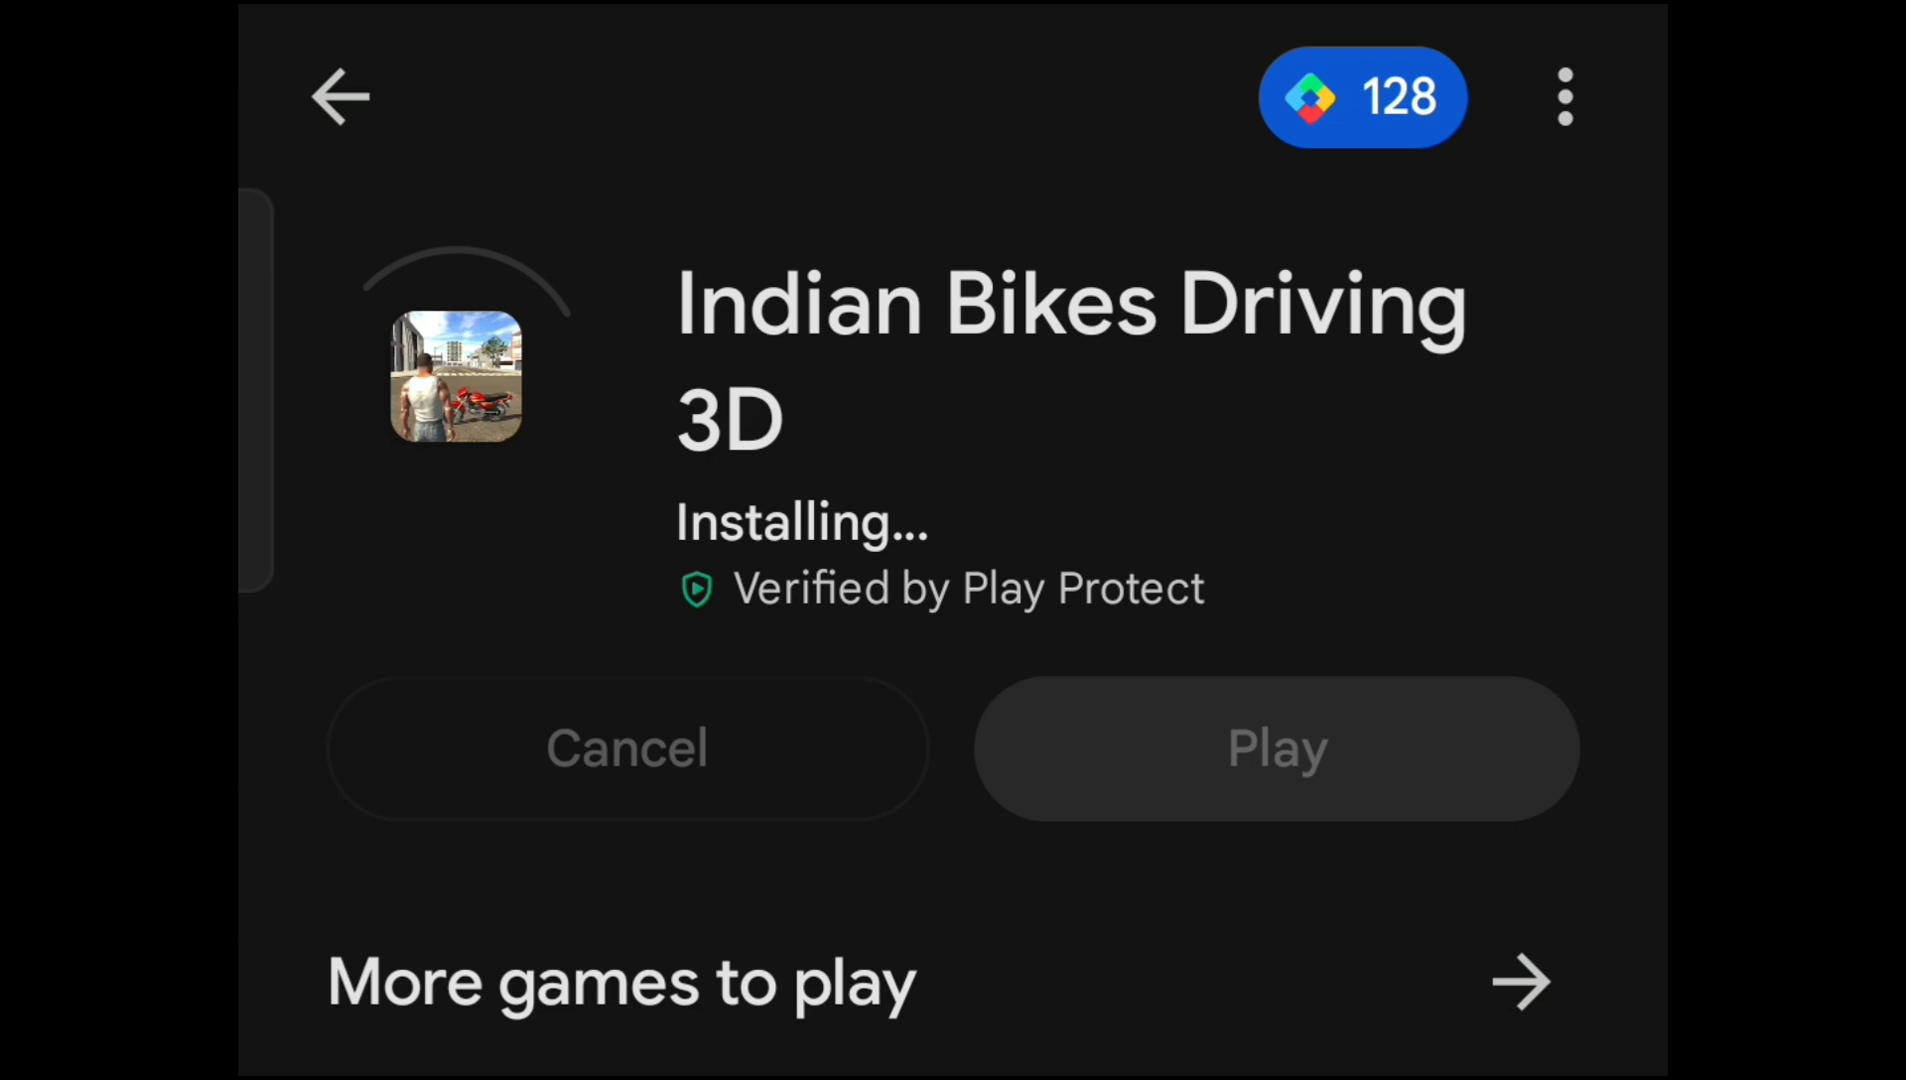 128
Indian Bikes Driving
3D
Installing...
Verified by Play Protect
Cancel
Play
More games to play